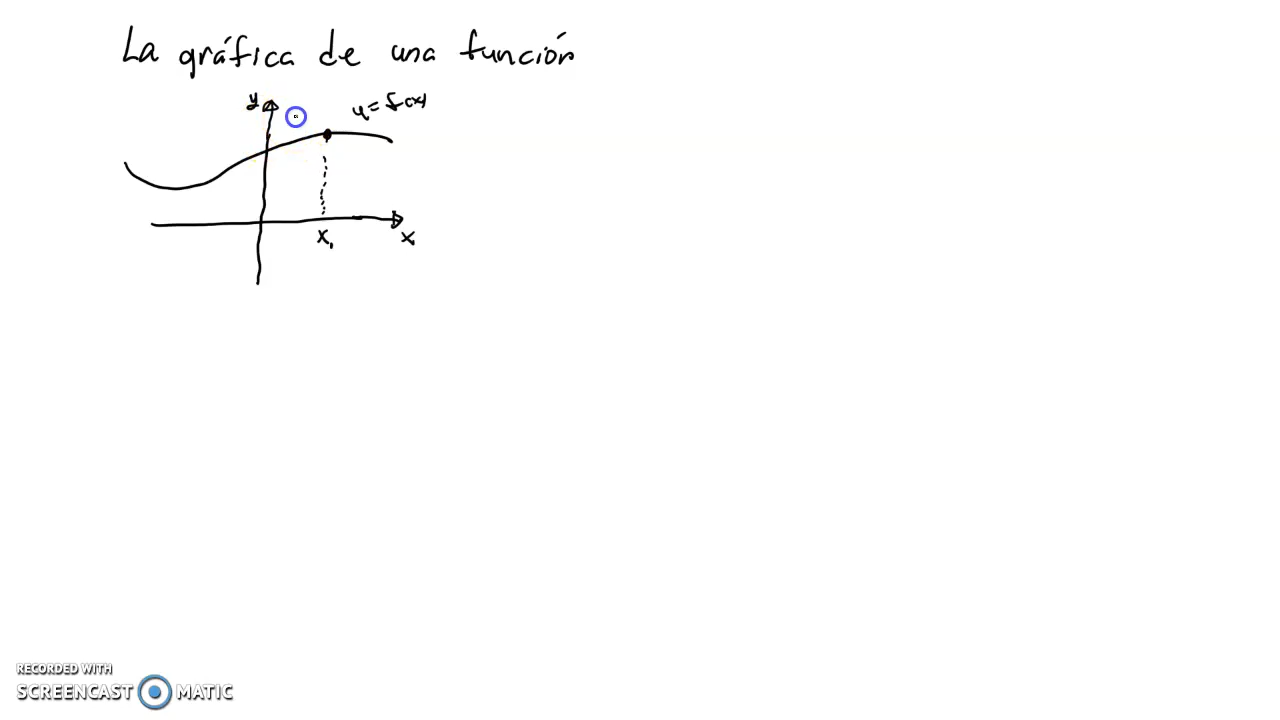 La gráfica de una función
y
y = f(x)
x₁
x
RECORDED WITH
SCREENCAST MATIC